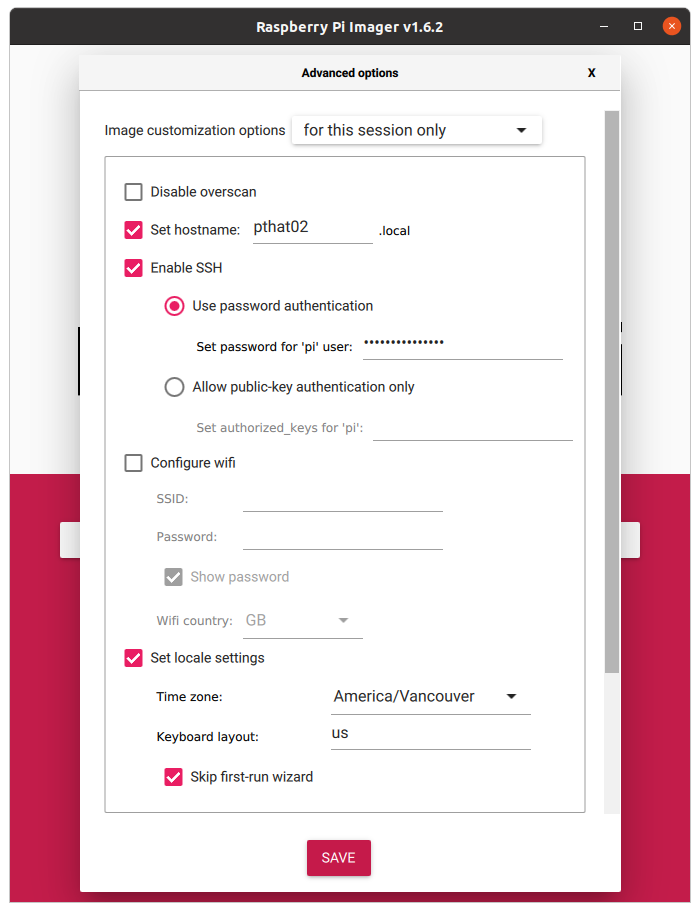 Raspberry Pi Imager v1.6.2
Advanced options X
Image customization options for this session only
Disable overscan
Set hostname: pthat02 .local
Enable SSH
Use password authentication
Set password for 'pi' user: •••••••••••••••
Allow public-key authentication only
Set authorized_keys for 'pi':
Configure wifi
SSID:
Password:
Show password
Wifi country: GB
Set locale settings
Time zone: America/Vancouver
Keyboard layout: us
Skip first-run wizard
SAVE